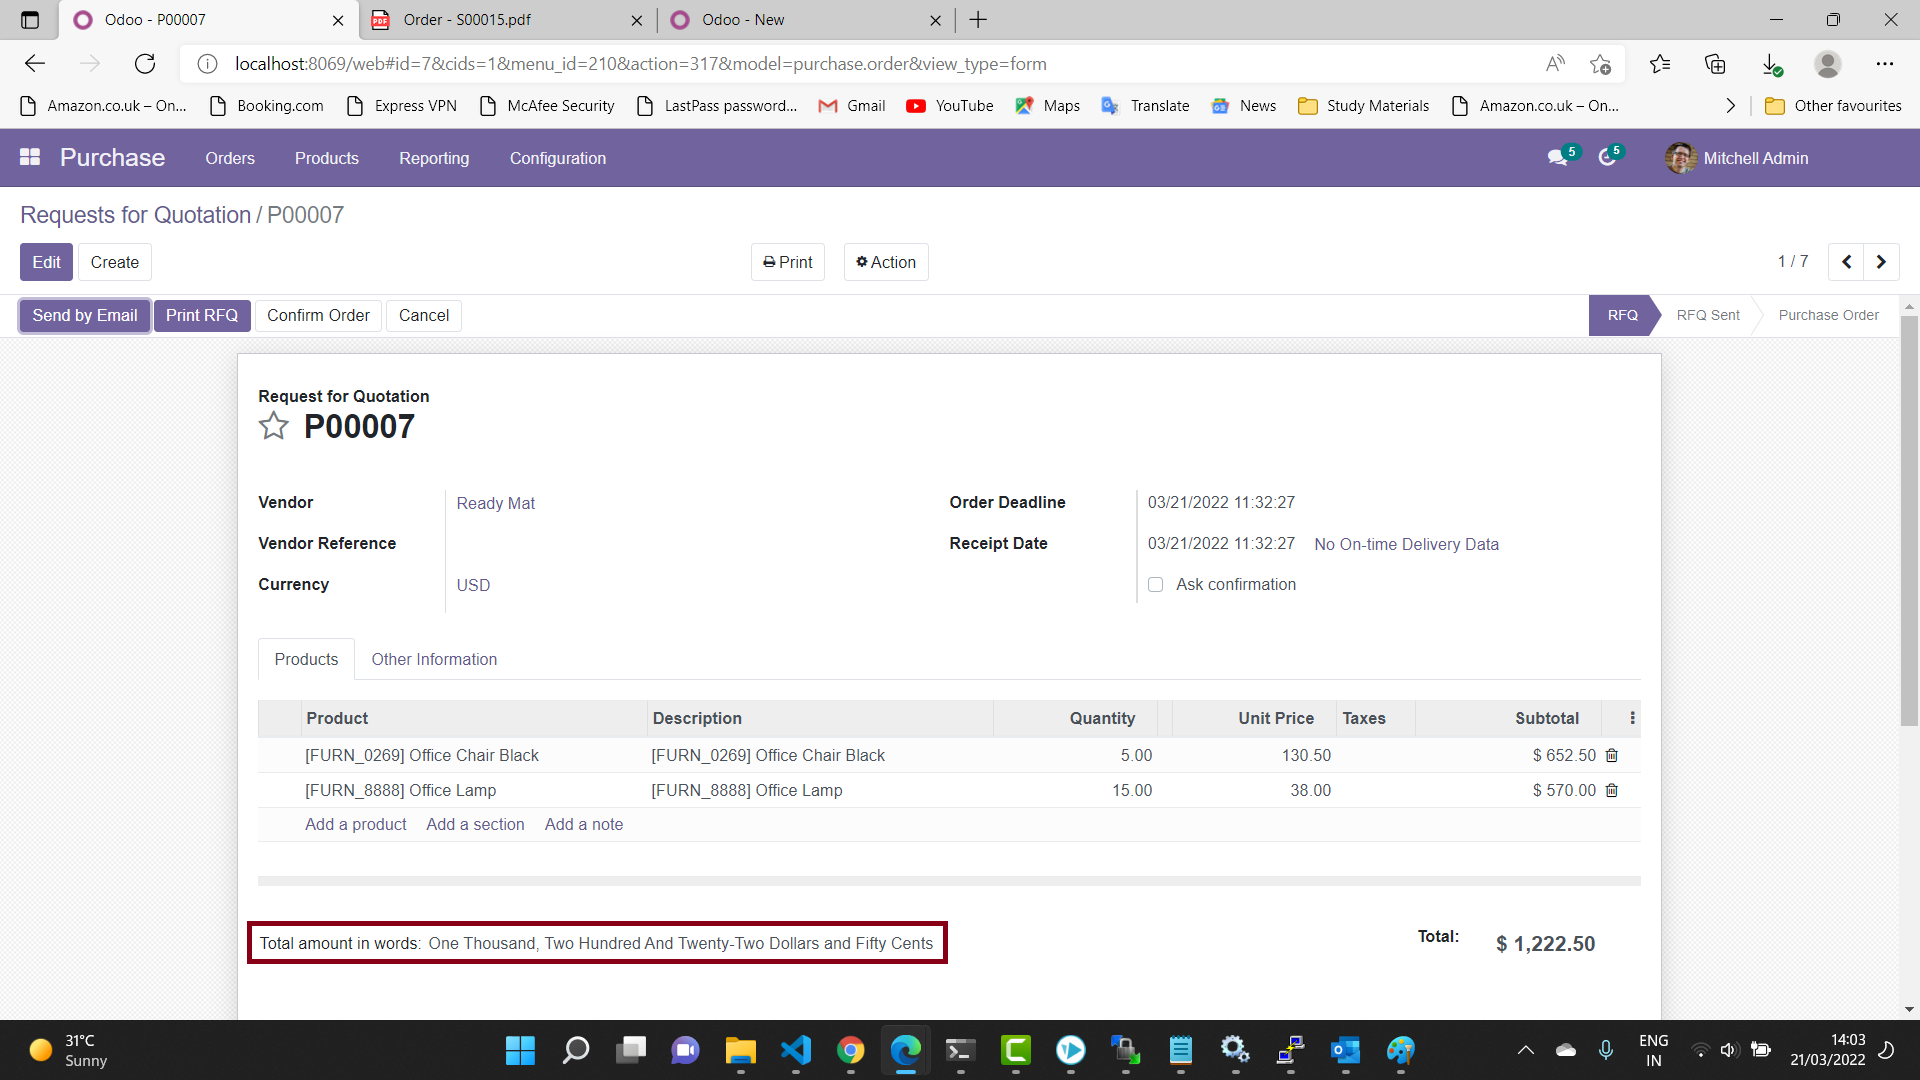 Odoo - P00007
Order - S00015.pdf
Odoo - New
localhost:8069/web#id=7&cids=1&menu_id=210&action=317&model=purchase.order&view_type=form
Amazon.co.uk – On...
Booking.com
Express VPN
McAfee Security
LastPass password...
Gmail
YouTube
Maps
Translate
News
Study Materials
Amazon.co.uk – On...
Other favourites
Purchase
Orders
Products
Reporting
Configuration
5
5
Mitchell Admin
Requests for Quotation / P00007
Edit
Create
Print
Action
1 / 7
Send by Email
Print RFQ
Confirm Order
Cancel
RFQ
RFQ Sent
Purchase Order
Request for Quotation
P00007
Vendor
Ready Mat
Order Deadline
03/21/2022 11:32:27
Vendor Reference
Receipt Date
03/21/2022 11:32:27
No On-time Delivery Data
Currency
USD
Ask confirmation
Products
Other Information
Product
Description
Quantity
Unit Price
Taxes
Subtotal
[FURN_0269] Office Chair Black
[FURN_0269] Office Chair Black
5.00
130.50
$ 652.50
[FURN_8888] Office Lamp
[FURN_8888] Office Lamp
15.00
38.00
$ 570.00
Add a product
Add a section
Add a note
Total amount in words: One Thousand, Two Hundred And Twenty-Two Dollars and Fifty Cents
Total:
$ 1,222.50
31°C
Sunny
ENG
IN
14:03
21/03/2022